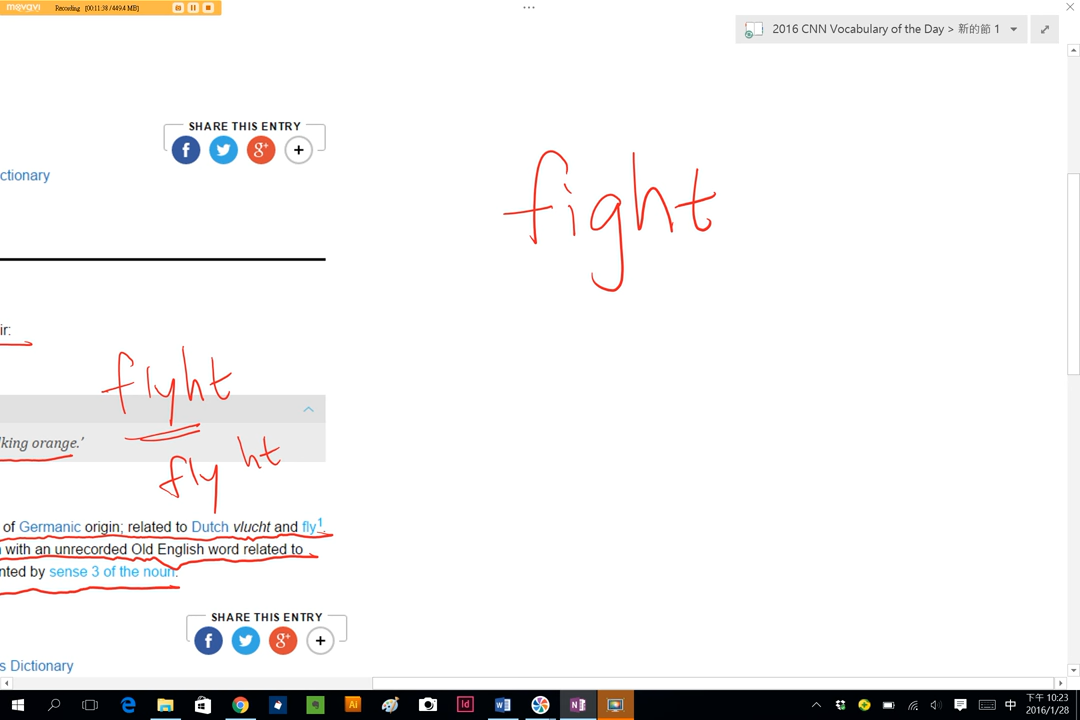 movavi Recording [00:11:38 /449.4 MB]
2016 CNN Vocabulary of the Day > 新的節 1
SHARE THIS ENTRY
f g+ +
ctionary
fight
ir:
flyht
lking orange.’
fly ht
of Germanic origin; related to Dutch vlucht and fly1
with an unrecorded Old English word related to
nted by sense 3 of the noun.
SHARE THIS ENTRY
f g+ +
s Dictionary
中 下午 10:23
2016/1/28